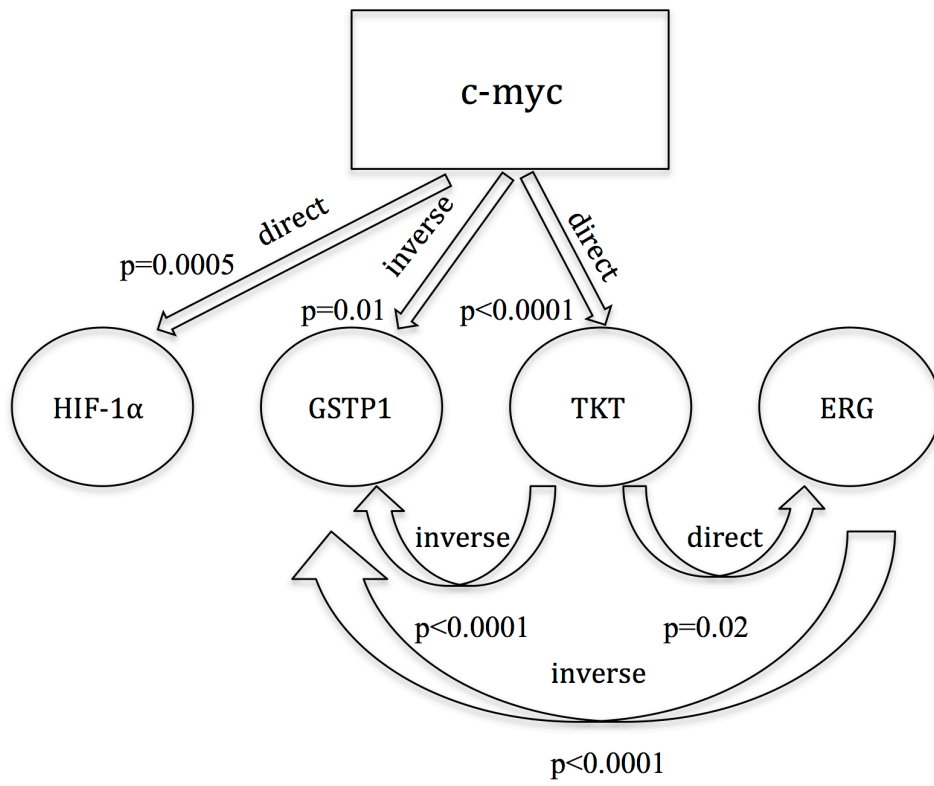 c-myc
direct
inverse
direct
p=0.0005
p=0.01
p<0.0001
HIF-1α
GSTP1
TKT
ERG
inverse
direct
p<0.0001
p=0.02
inverse
p<0.0001